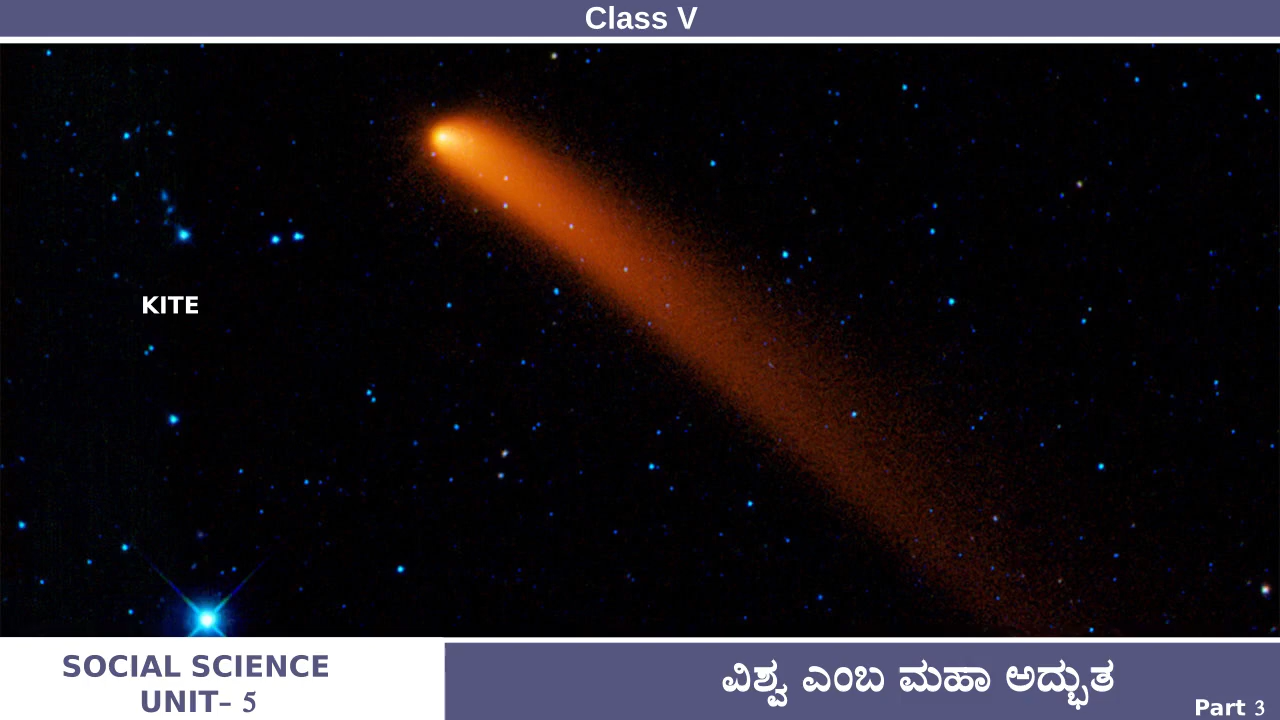 Class V
KITE
SOCIAL SCIENCE
UNIT– 5
ವಿಶ್ವ ಎಂಬ ಮಹಾ ಅದ್ಭುತ
Part 3